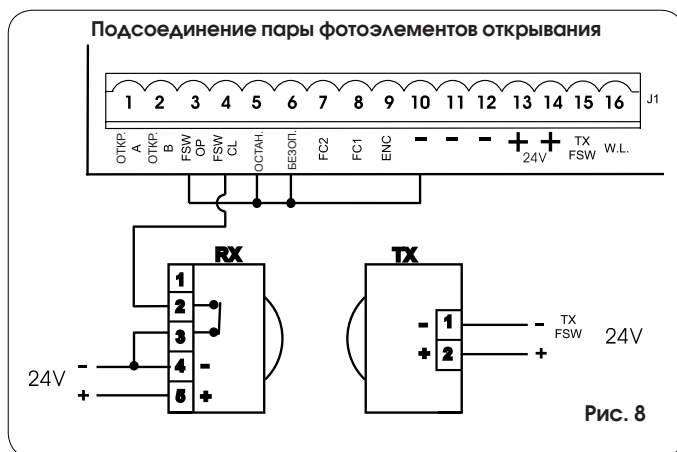 Подсоединение пары фотоэлементов открывания
1 2 3 4 5 6 7 8 9 10 11 12 13 14 15 16 J1
ОТКР. A
ОТКР. B
FSW OP
FSW CL
ОСТАН.
БЕЗОП.
FC2
FC1
ENC
- - - + +
24V
TX FSW
W.L.
RX
1
2
3
4 -
5 +
24V
-
+
TX
- 1
+ 2
- TX FSW
+
24V
Рис. 8